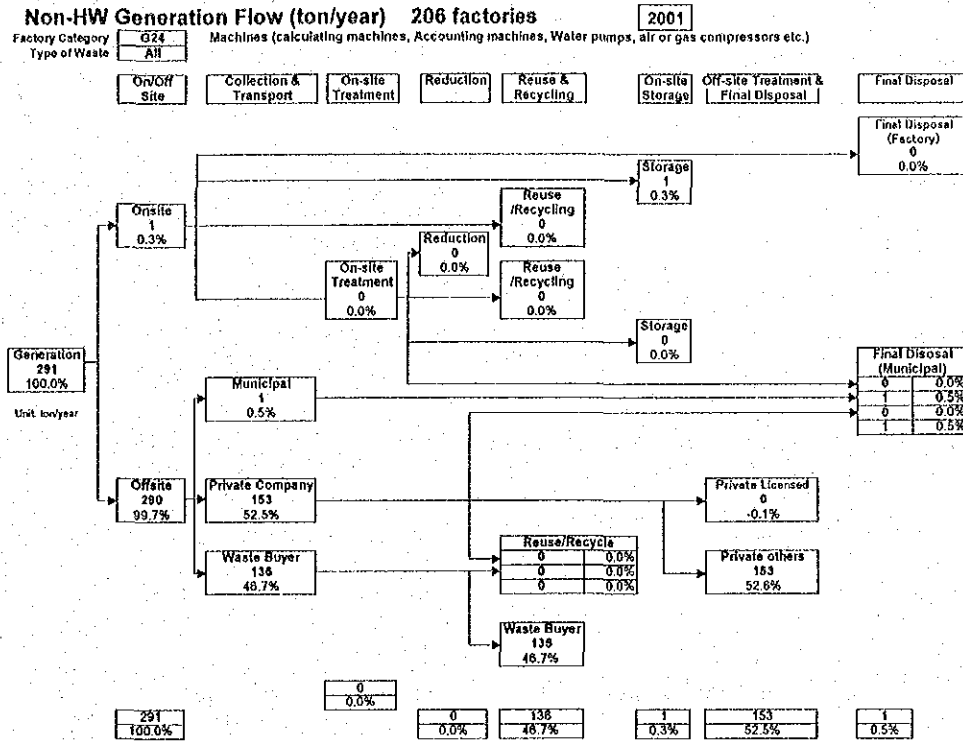 Non-HW Generation Flow (ton/year) 206 factories 2001
Factory Category G24 Machines (calculating machines, Accounting machines, Water pumps, air or gas compressors etc.)
Type of Waste All
On/Off Site
Collection & Transport
On-site Treatment
Reduction
Reuse & Recycling
On-site Storage
Off-site Treatment & Final Disposal
Final Disposal
Final Disposal
(Factory)
0
0.0%
Storage
1
0.3%
Onsite
1
0.3%
Reuse
/Recycling
0
0.0%
Reduction
0
0.0%
On-site
Treatment
0
0.0%
Reuse
/Recycling
0
0.0%
Storage
0
0.0%
Generation
291
100.0%
Unit: ton/year
Final Disosal
(Municipal)
0 0.0%
1 0.5%
0 0.0%
1 0.5%
Municipal
1
0.5%
Offsite
290
99.7%
Private Company
153
52.5%
Private Licensed
0
-0.1%
Waste Buyer
136
46.7%
Reuse/Recycle
0 0.0%
0 0.0%
0 0.0%
Private others
153
52.6%
Waste Buyer
136
46.7%
0
0.0%
291
100.0%
0
0.0%
136
46.7%
1
0.3%
153
52.5%
1
0.5%